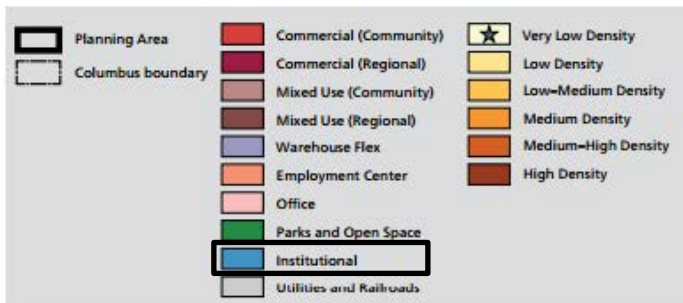 Planning Area
Columbus boundary
Commercial (Community)
Commercial (Regional)
Mixed Use (Community)
Mixed Use (Regional)
Warehouse Flex
Employment Center
Office
Parks and Open Space
Institutional
Utilities and Railroads
Very Low Density
Low Density
Low-Medium Density
Medium Density
Medium-High Density
High Density